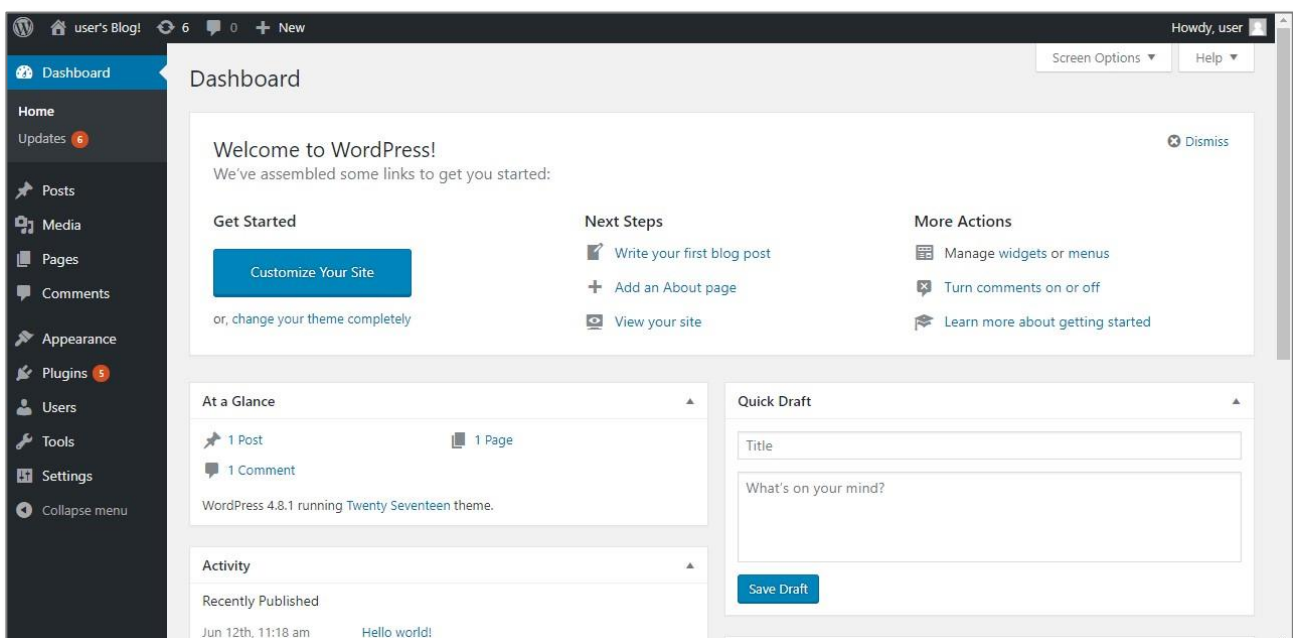 user's Blog! 6 0 + New Howdy, user
Screen Options ▼ Help ▼
Dashboard
Home
Updates 6
Posts
Media
Pages
Comments
Appearance
Plugins 5
Users
Tools
Settings
Collapse menu
Dashboard
Welcome to WordPress!
We've assembled some links to get you started:
Dismiss
Get Started
Customize Your Site
or, change your theme completely
Next Steps
Write your first blog post
Add an About page
View your site
More Actions
Manage widgets or menus
Turn comments on or off
Learn more about getting started
At a Glance
1 Post 1 Page
1 Comment
WordPress 4.8.1 running Twenty Seventeen theme.
Activity
Recently Published
Jun 12th, 11:18 am Hello world!
Quick Draft
Title
What's on your mind?
Save Draft